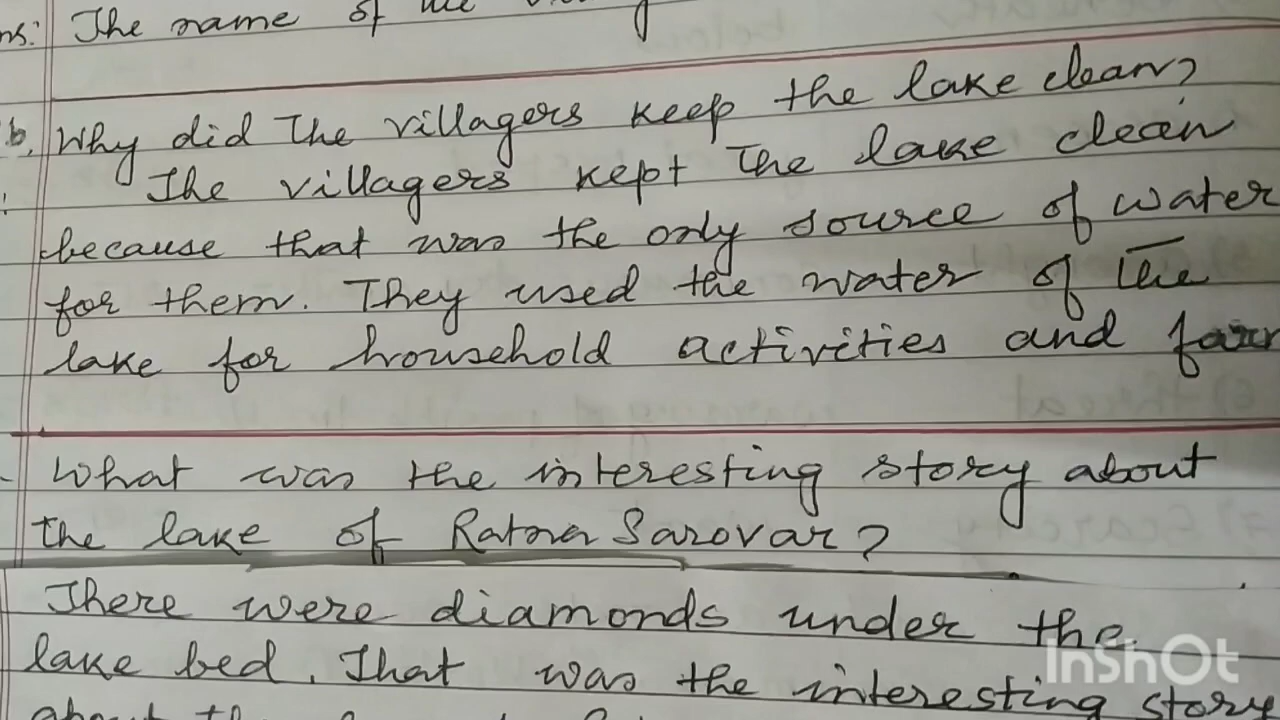 ns: The name of the
b. Why did The villagers keep the lake clean?
The villagers kept The lake clean
because that was the only source of water
for them. They used the water of The
lake for household activities and
What was the interesting story about
the lake of Ratna Sarovar?
There were diamonds under the
lake bed. That was the interesting story
InShOt